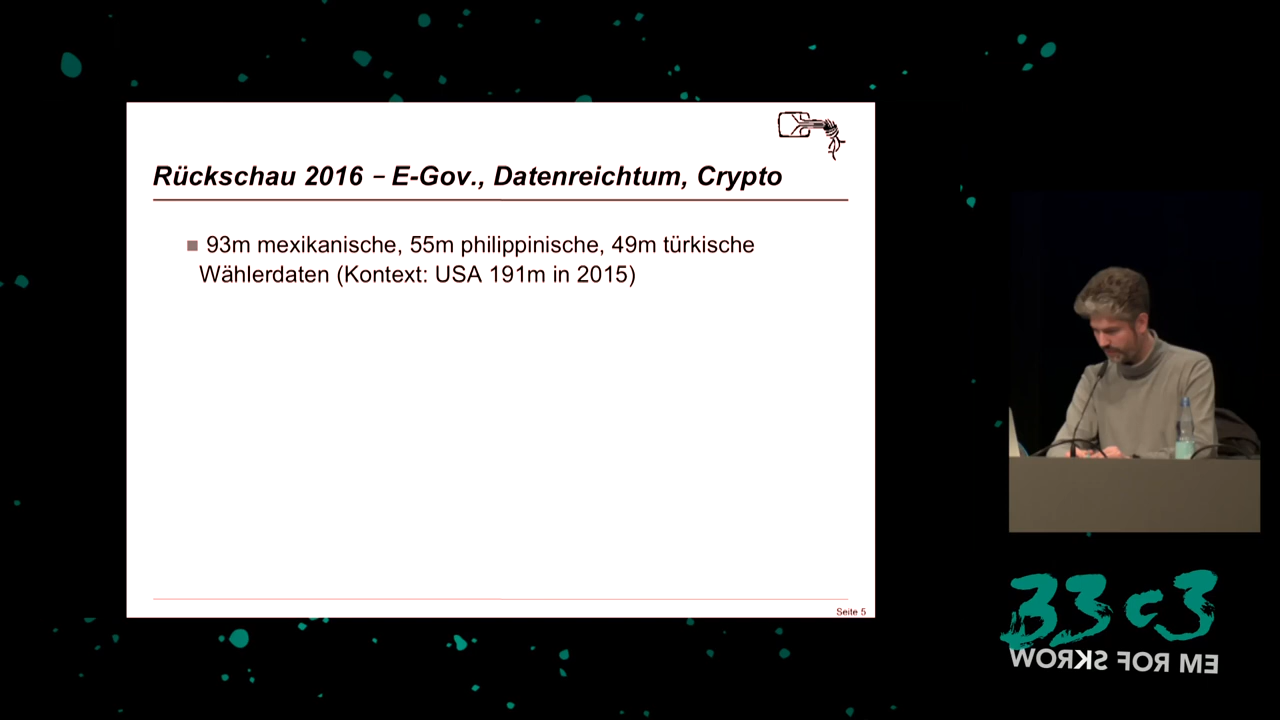 Rückschau 2016 – E-Gov., Datenreichtum, Crypto
93m mexikanische, 55m philippinische, 49m türkische
Wählerdaten (Kontext: USA 191m in 2015)
Seite 5
33c3
WORKS FOR ME